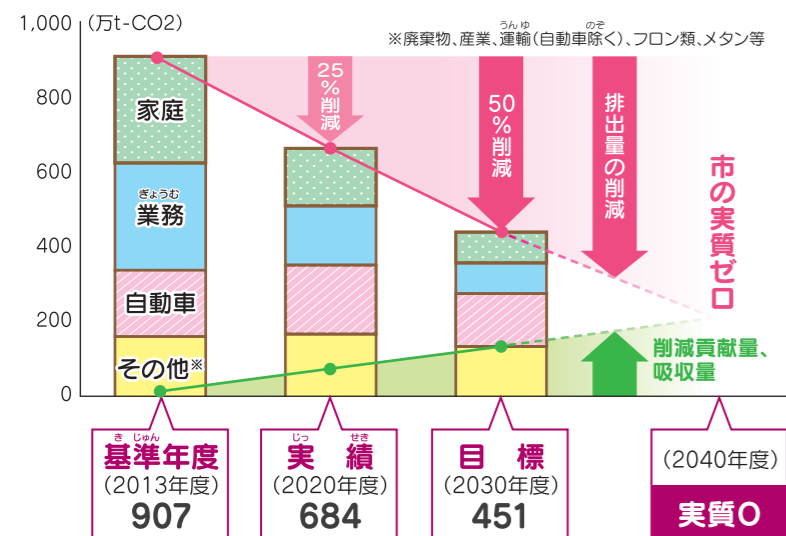 1,000 (万t-CO2)
※廃棄物、産業、運輸(自動車除く)、フロン類、メタン等
うんゆ
のぞ
800
600
400
200
0
家庭
ぎょうむ
業務
自動車
その他※
25%削減
50%削減
排出量の削減
市の実質ゼロ
削減貢献量、
吸収量
き じゅん
基準年度
(2013年度)
907
じっ せき
実 績
(2020年度)
684
目 標
(2030年度)
451
(2040年度)
実質0